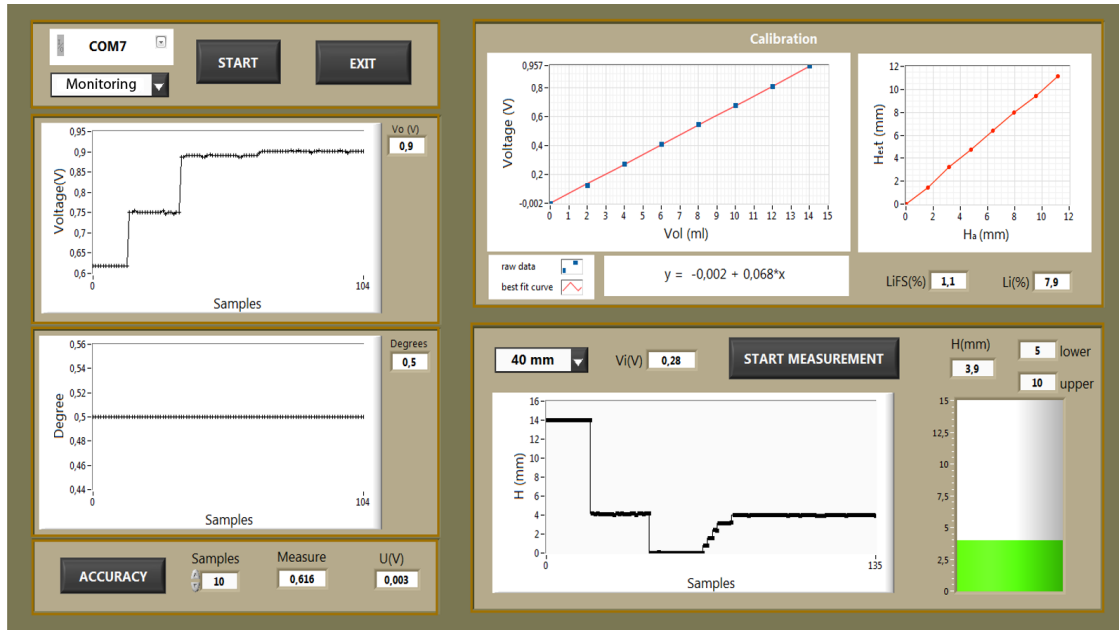 COM7
START
EXIT
Monitoring
Vo (V)
0,9
0,95
0,9
0,85
0,8
0,75
0,7
0,65
0,6
Voltage(V)
0
104
Samples
Degrees
0,5
0,56
0,54
0,52
0,5
0,48
0,46
0,44
Degree
0
104
Samples
ACCURACY
Samples
10
Measure
0,616
U(V)
0,003
Calibration
0,957
0,8
0,6
0,4
0,2
-0,002
Voltage (V)
0 1 2 3 4 5 6 7 8 9 10 11 12 13 14 15
Vol (ml)
12
10
8
6
4
2
0
Hest (mm)
0 2 4 6 8 10 12
Ha (mm)
raw data
best fit curve
y = -0,002 + 0,068*x
LiFS(%) 1,1
Li(%) 7,9
40 mm
Vi(V) 0,28
START MEASUREMENT
H(mm)
3,9
5 lower
10 upper
16
14
12
10
8
6
4
2
0
H (mm)
0
135
Samples
15
12,5
10
7,5
5
2,5
0